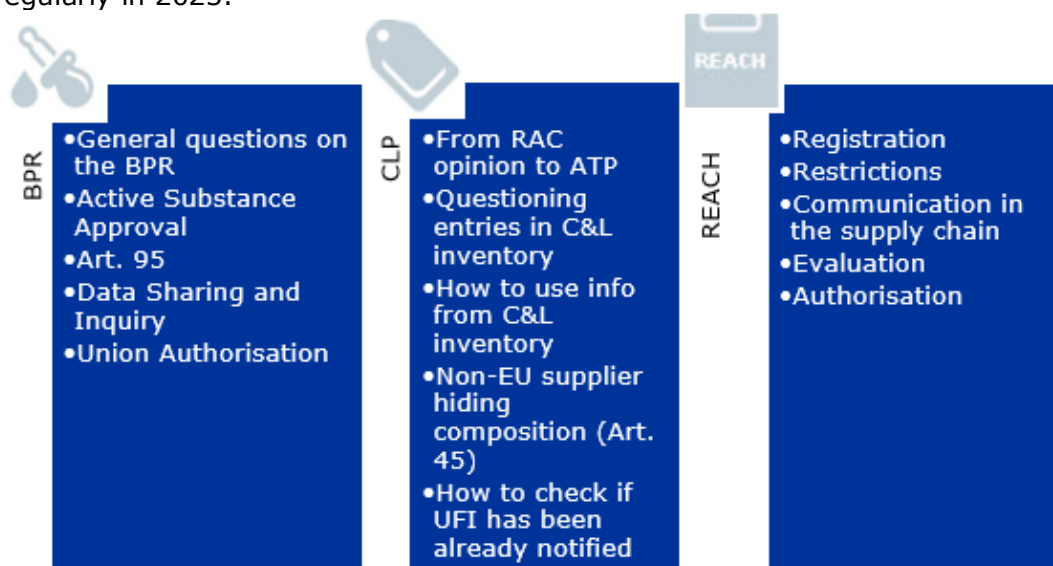 regularly in 2023.
BPR
•General questions on
the BPR
•Active Substance
Approval
•Art. 95
•Data Sharing and
Inquiry
•Union Authorisation
CLP
•From RAC
opinion to ATP
•Questioning
entries in C&L
inventory
•How to use info
from C&L
inventory
•Non-EU supplier
hiding
composition (Art.
45)
•How to check if
UFI has been
already notified
REACH
REACH
•Registration
•Restrictions
•Communication in
the supply chain
•Evaluation
•Authorisation